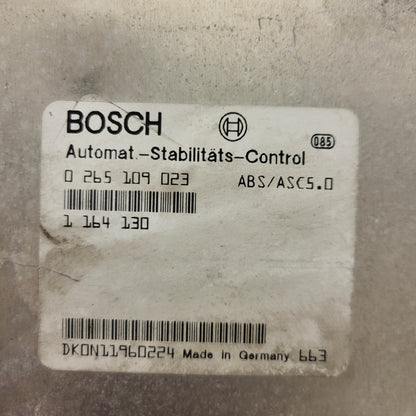 BOSCH
085
Automat.-Stabilitäts-Control
0 265 109 023 ABS/ASC5.0
1 164 130
DKON11960224 Made in Germany 663